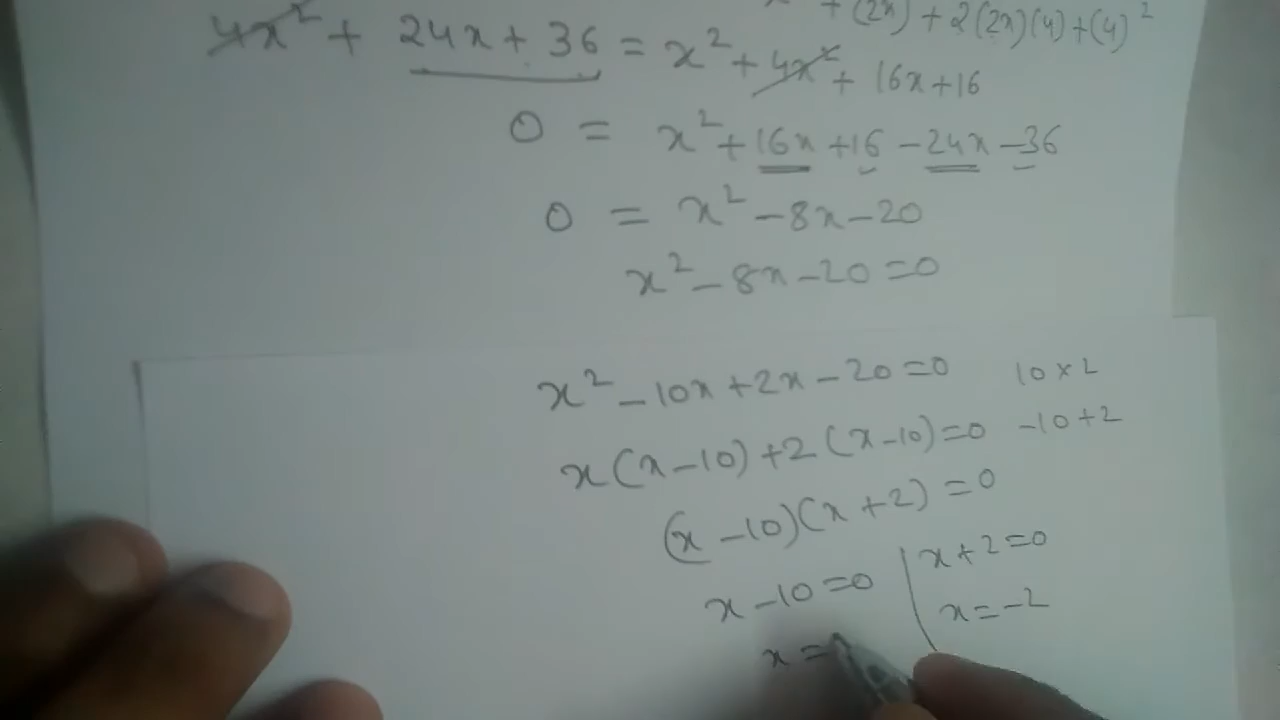 + (2x) + 2(2x)(4)+(4)²
4x² + 24x + 36 = x² + 4x² + 16x+16
0 = x² + 16x +16 -24x -36
0 = x² -8x-20
x² - 8x -20 =0
x² -10x +2x -20=0 10 x 2
x(x-10) +2(x-10)=0 -10+2
(x -10)(x +2) =0
x -10=0 | x+2=0
x = | x=-2